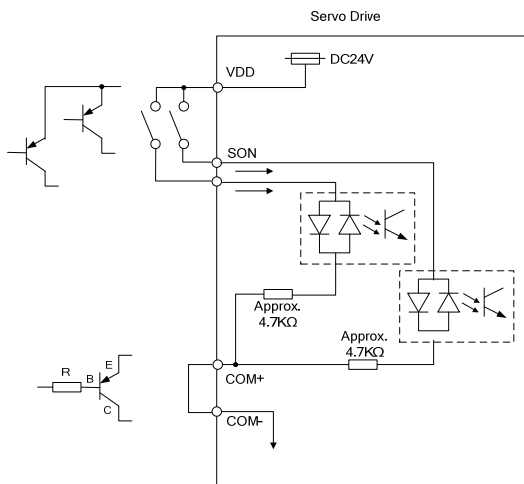 Servo Drive
DC24V
VDD
SON
Approx.
4.7KΩ
Approx.
4.7KΩ
R
B
E
C
COM+
COM-